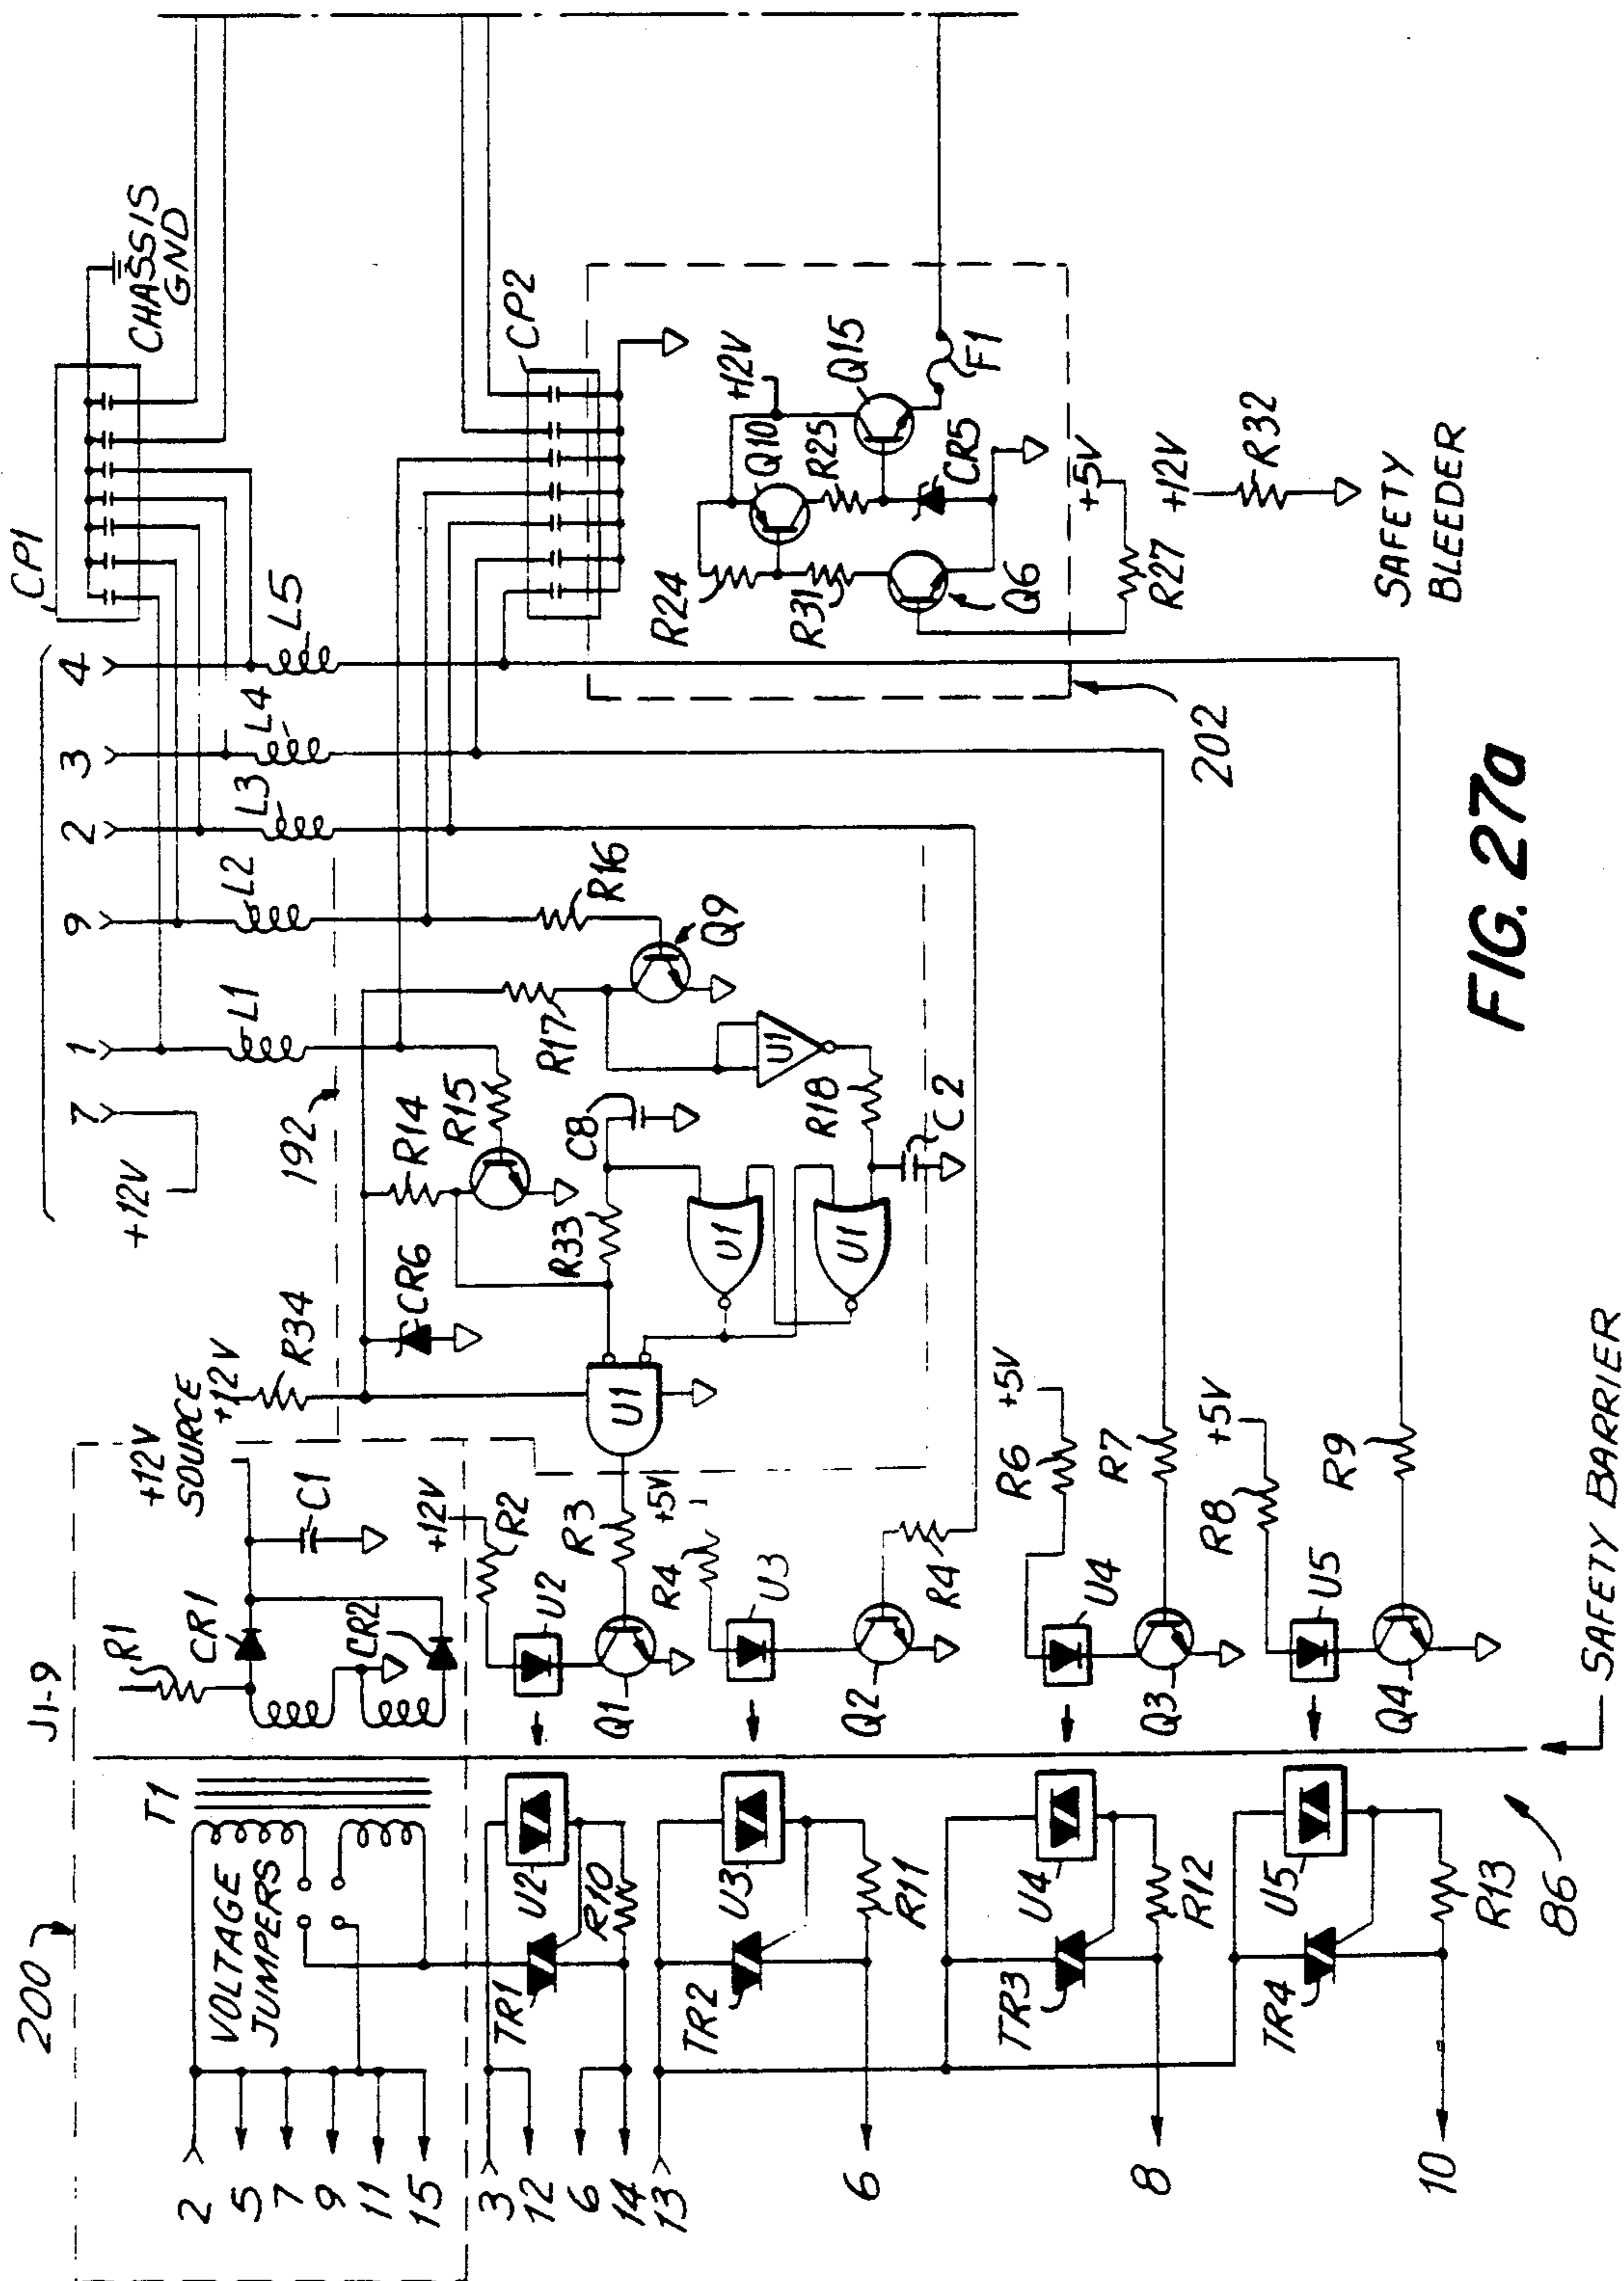 J1-9
200
T1
R1
CR1
CR2
+12V
SOURCE
C1
VOLTAGE
JUMPERS
2
5
7
9
11
15
3
12
6
14
13
6
8
10
+12V
7
1
9
2
3
4
CP1
CHASSIS
GND
L1
L2
L3
L4
L5
192
+12V
R34
CR6
R14
R15
R17
R16
Q9
C8
R33
U1
U1
U1
U1
R18
C2
CP2
+12V
Q10
R25
Q15
F1
R24
R31
CR5
Q6
202
+5V
R27
+12V
R32
SAFETY
BLEEDER
+12V
R2
U2
R3
Q1
+5V
R4
U3
Q2
R4
+5V
R6
U4
R7
Q3
+5V
R8
U5
R9
Q4
TR1
U2
R10
TR2
U3
R11
TR3
U4
R12
TR4
U5
R13
86
SAFETY BARRIER
FIG. 27a